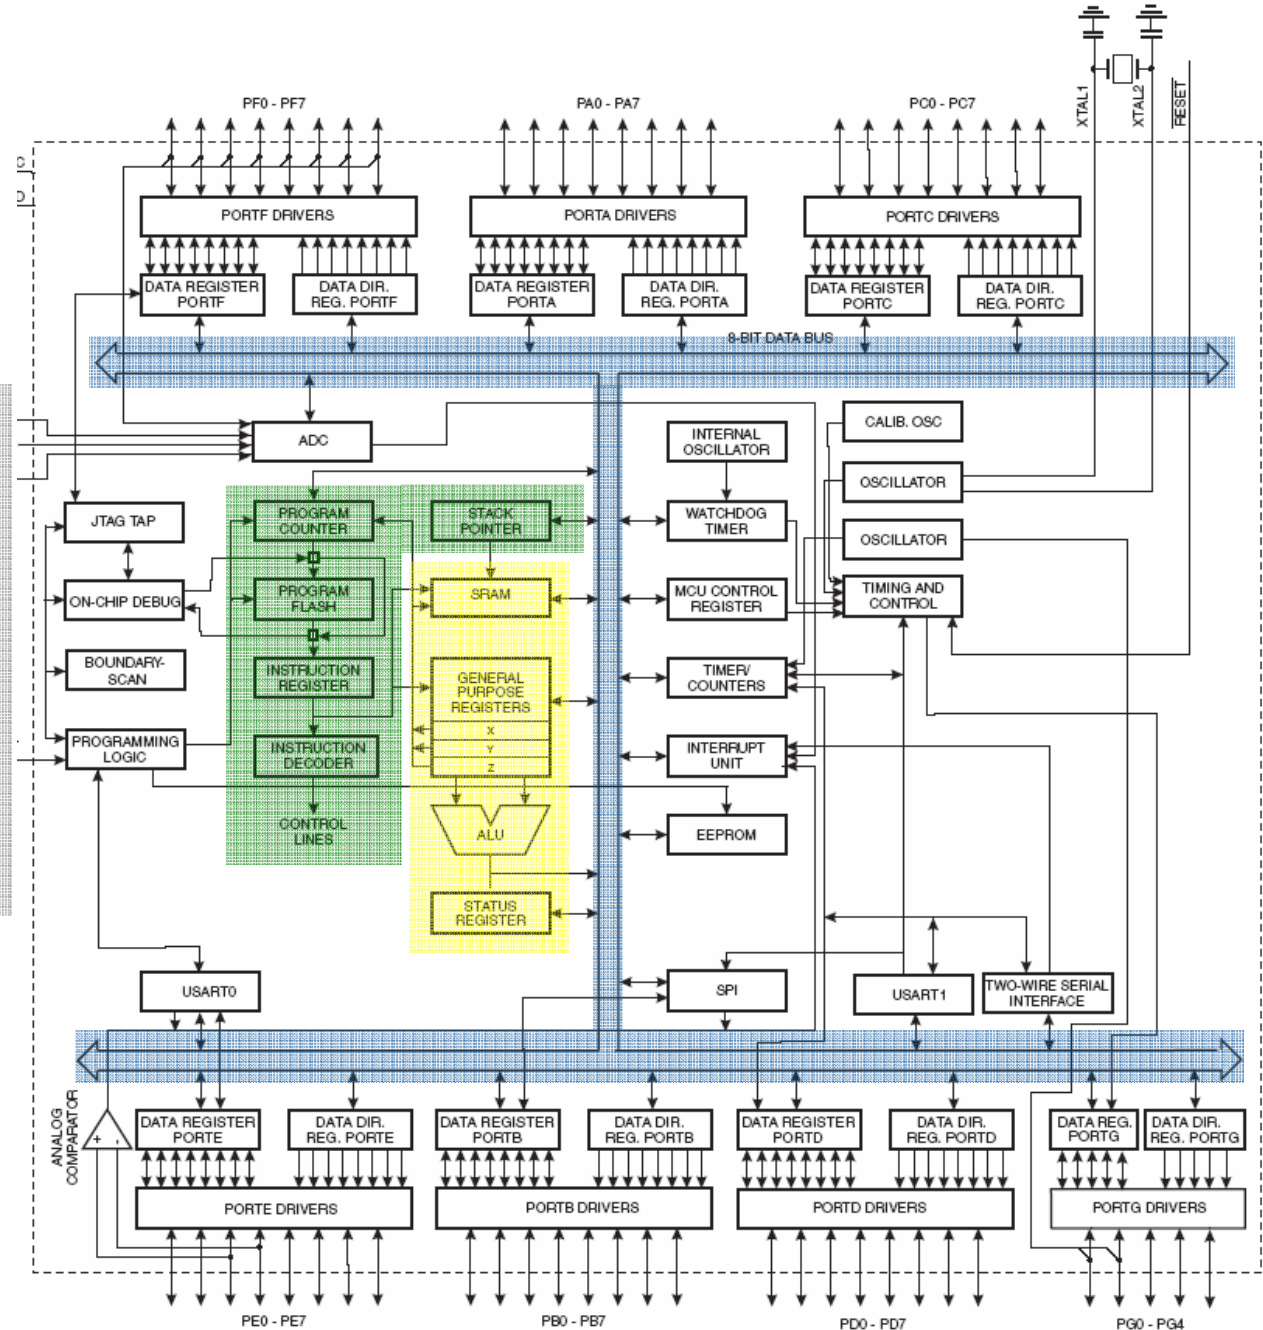 XTAL1
XTAL2
RESET
PF0 - PF7
PA0 - PA7
PC0 - PC7
PORTF DRIVERS
PORTA DRIVERS
PORTC DRIVERS
DATA REGISTER
PORTF
DATA DIR.
REG. PORTF
DATA REGISTER
PORTA
DATA DIR.
REG. PORTA
DATA REGISTER
PORTC
DATA DIR.
REG. PORTC
8-BIT DATA BUS
ADC
INTERNAL
OSCILLATOR
CALIB. OSC
OSCILLATOR
JTAG TAP
PROGRAM
COUNTER
STACK
POINTER
WATCHDOG
TIMER
OSCILLATOR
ON-CHIP DEBUG
PROGRAM
FLASH
SRAM
MCU CONTROL
REGISTER
TIMING AND
CONTROL
BOUNDARY-
SCAN
INSTRUCTION
REGISTER
GENERAL
PURPOSE
REGISTERS
X
Y
Z
TIMER/
COUNTERS
PROGRAMMING
LOGIC
INSTRUCTION
DECODER
INTERRUPT
UNIT
CONTROL
LINES
ALU
EEPROM
STATUS
REGISTER
USART0
SPI
USART1
TWO-WIRE SERIAL
INTERFACE
ANALOG
COMPARATOR
+
-
DATA REGISTER
PORTE
DATA DIR.
REG. PORTE
DATA REGISTER
PORTB
DATA DIR.
REG. PORTB
DATA REGISTER
PORTD
DATA DIR.
REG. PORTD
DATA REG.
PORTG
DATA DIR.
REG. PORTG
PORTE DRIVERS
PORTB DRIVERS
PORTD DRIVERS
PORTG DRIVERS
PE0 - PE7
PB0 - PB7
PD0 - PD7
PG0 - PG4